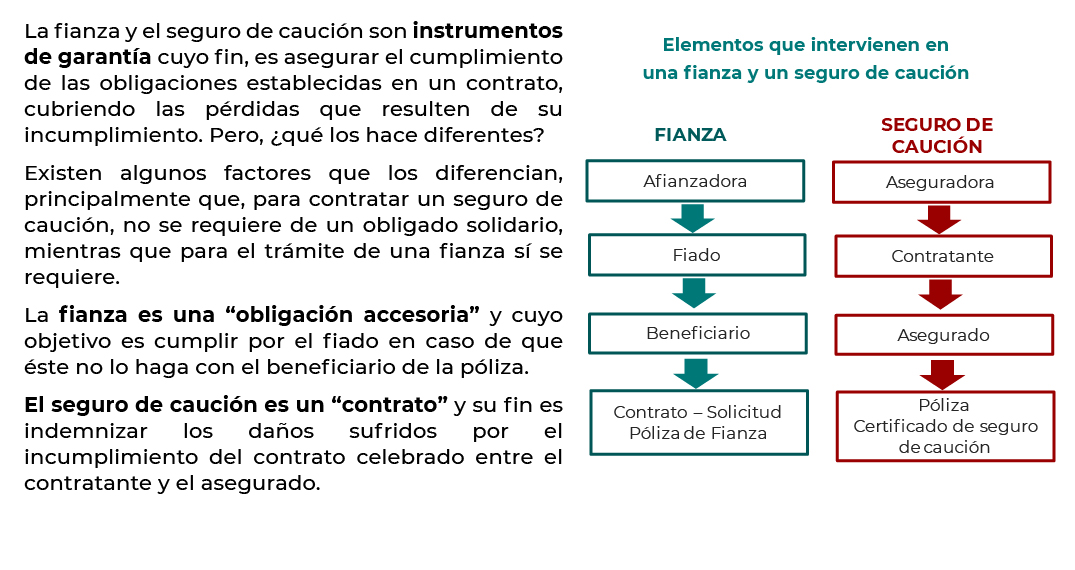 La fianza y el seguro de caución son instrumentos
de garantía cuyo fin, es asegurar el cumplimiento
de las obligaciones establecidas en un contrato,
cubriendo las pérdidas que resulten de su
incumplimiento. Pero, ¿qué los hace diferentes?
Existen algunos factores que los diferencian,
principalmente que, para contratar un seguro de
caución, no se requiere de un obligado solidario,
mientras que para el trámite de una fianza sí se
requiere.
La fianza es una “obligación accesoria” y cuyo
objetivo es cumplir por el fiado en caso de que
éste no lo haga con el beneficiario de la póliza.
El seguro de caución es un “contrato” y su fin es
indemnizar los daños sufridos por el
incumplimiento del contrato celebrado entre el
contratante y el asegurado.
Elementos que intervienen en
una fianza y un seguro de caución
FIANZA
Afianzadora
Fiado
Beneficiario
Contrato – Solicitud
Póliza de Fianza
SEGURO DE
CAUCIÓN
Aseguradora
Contratante
Asegurado
Póliza
Certificado de seguro
de caución